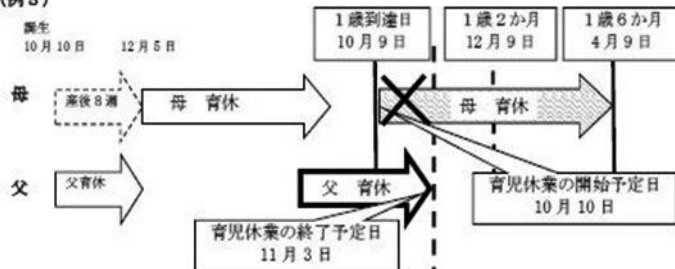 (例3)
誕生
10月10日 12月5日
1歳到達日
10月9日
1歳2か月
12月9日
1歳6か月
4月9日
母
産後8週
母 育休
母 育休
父
父育休
父 育休
育児休業の開始予定日
10月10日
育児休業の終了予定日
11月3日